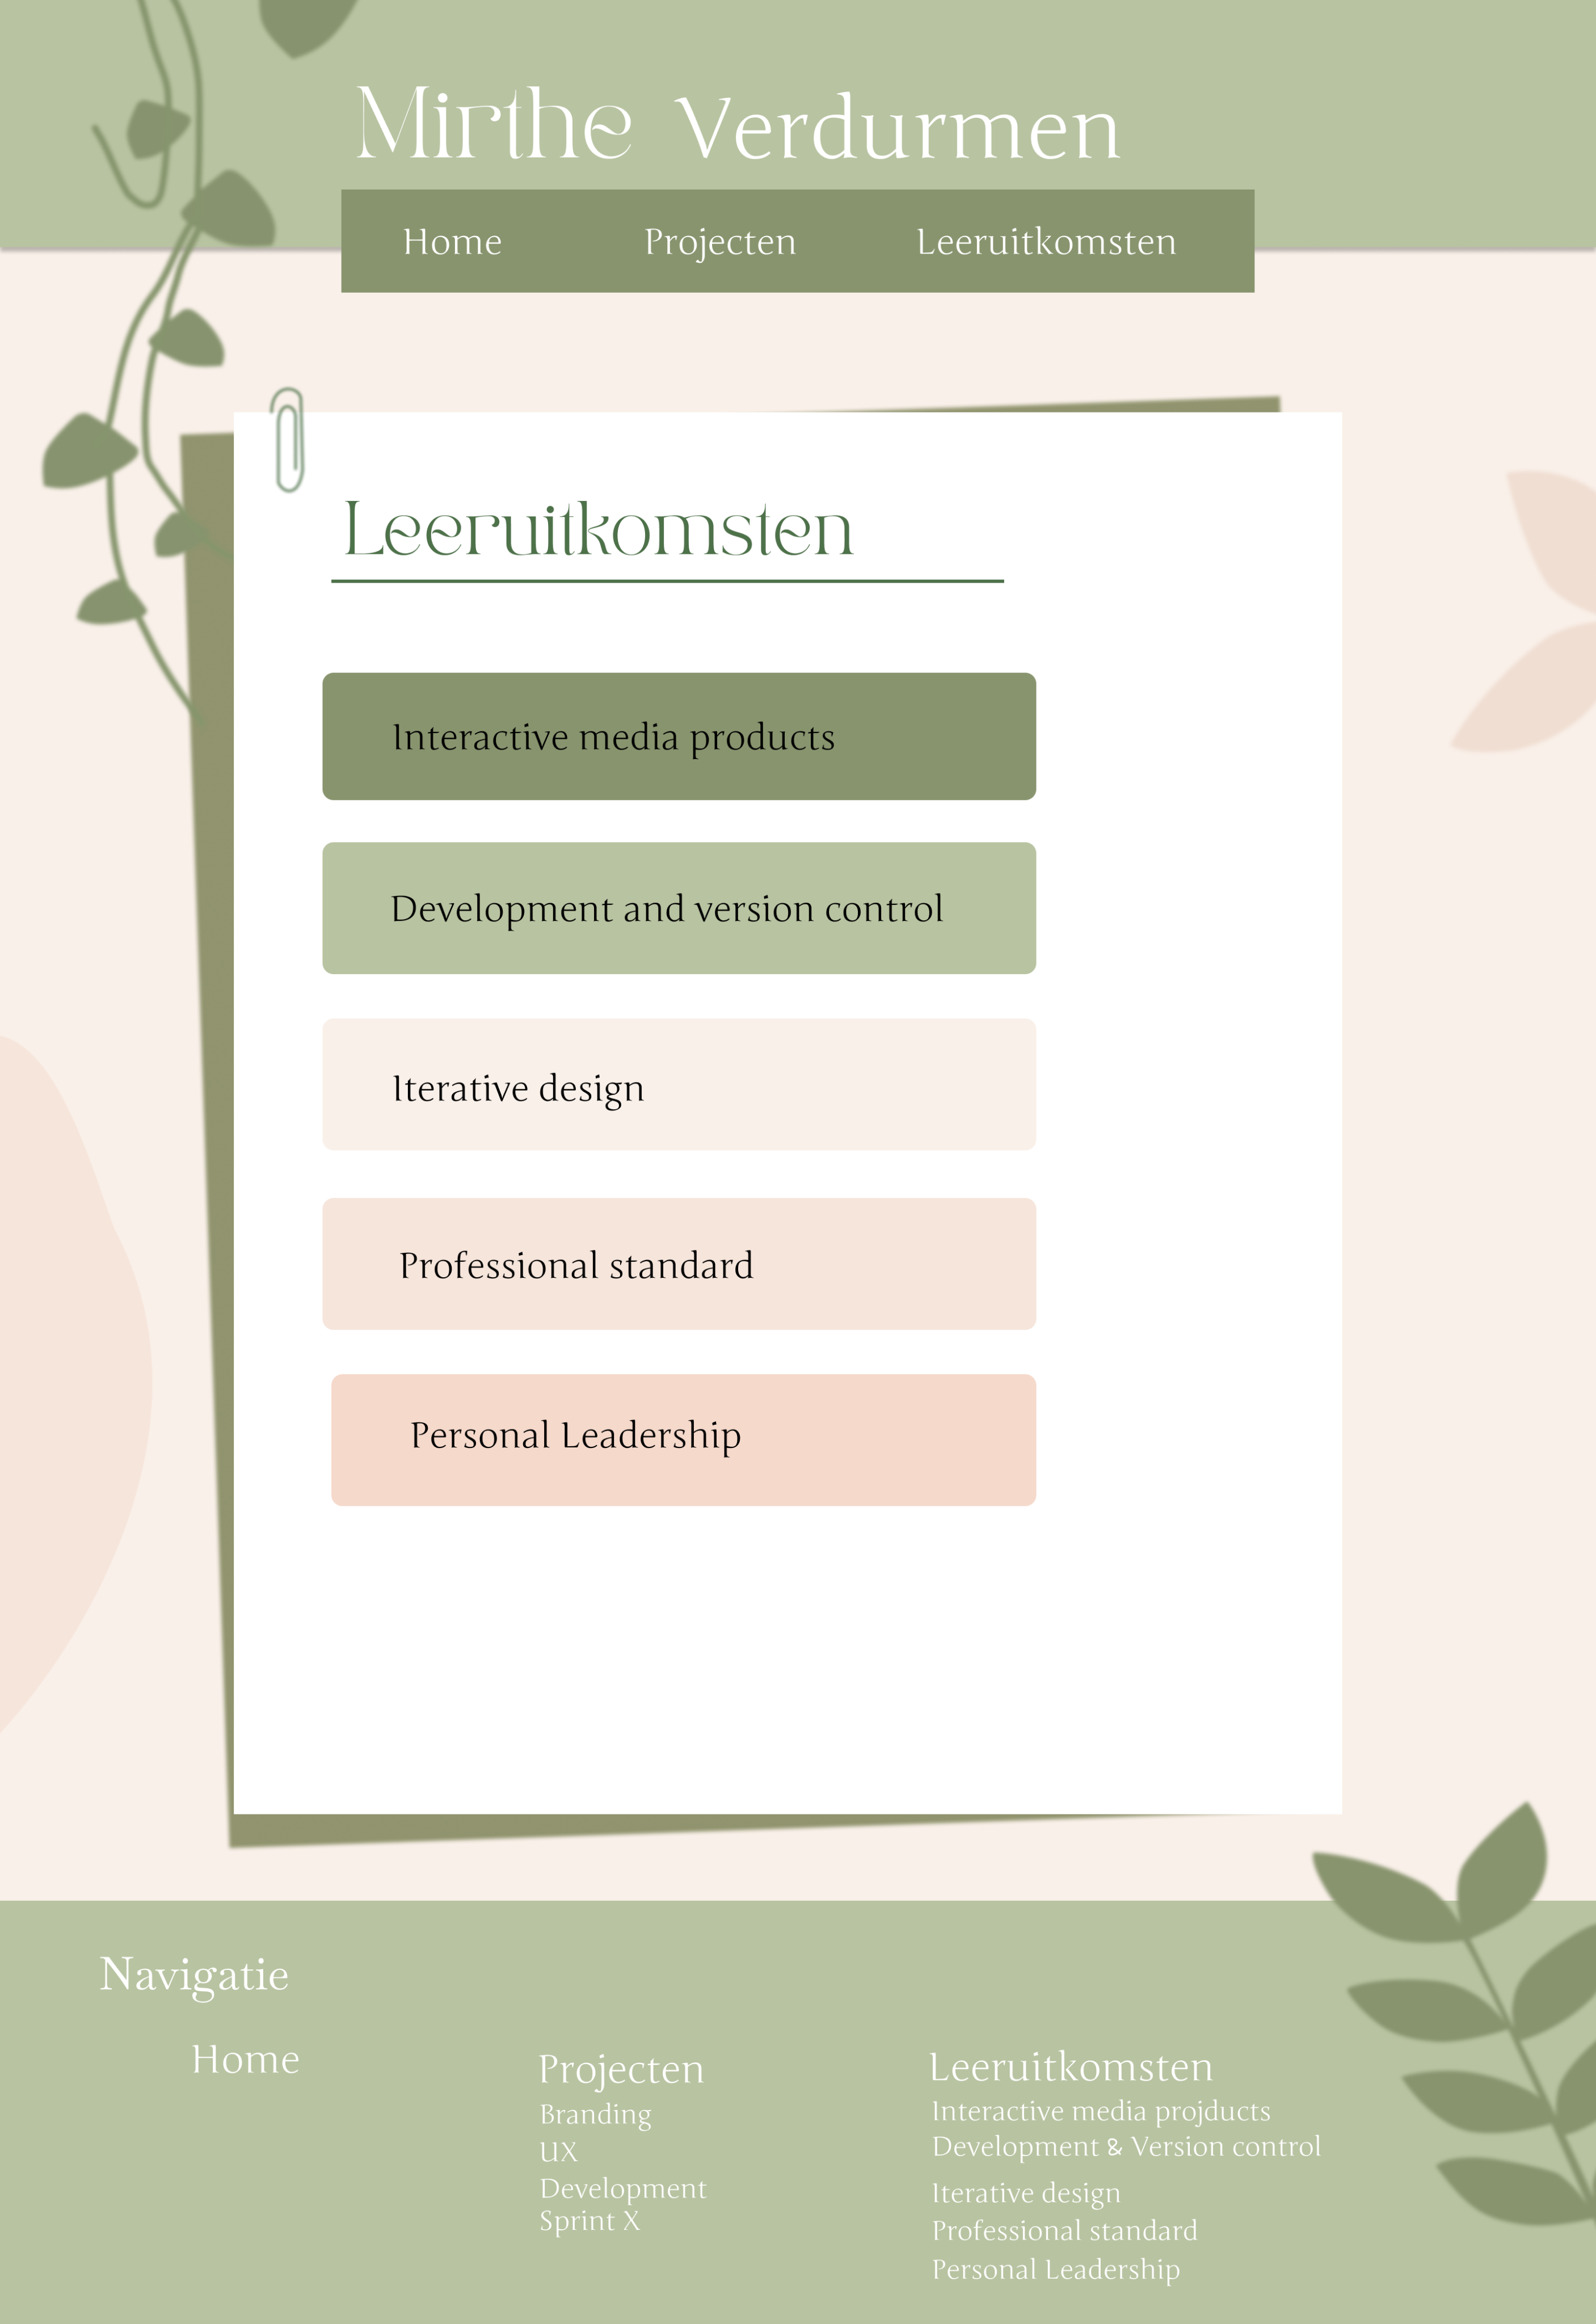 Mirthe Verdurmen
Home Projecten Leeruitkomsten
Leeruitkomsten
Interactive media products
Development and version control
Iterative design
Professional standard
Personal Leadership
Navigatie
Home
Projecten
Branding
UX
Development
Sprint X
Leeruitkomsten
Interactive media projducts
Development & Version control
Iterative design
Professional standard
Personal Leadership